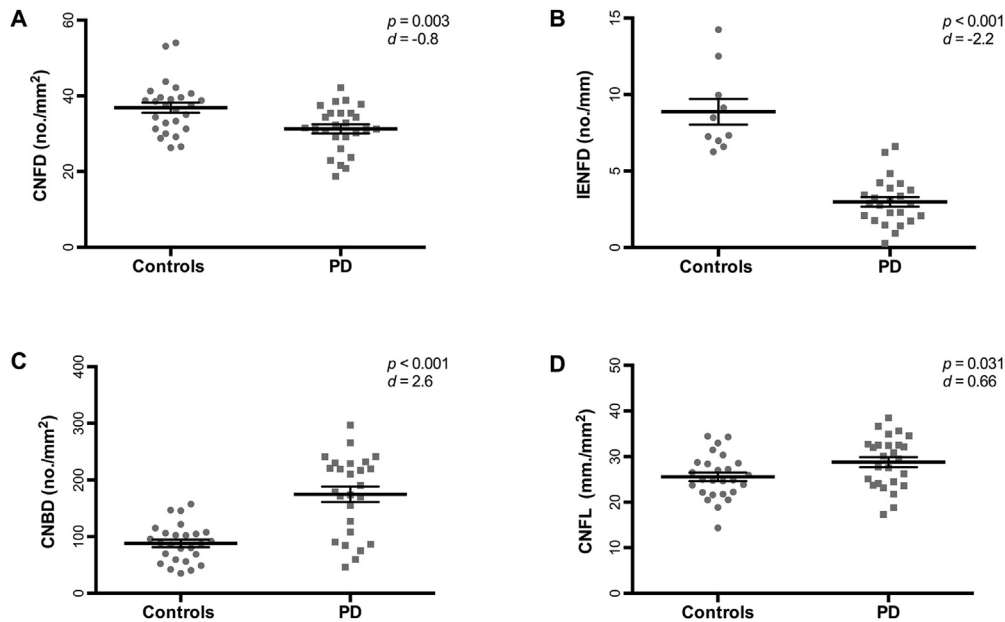 A
p = 0.003
d = -0.8
60
40
20
0
CNFD (no./mm²)
Controls
PD
B
p < 0.001
d = -2.2
15
10
5
0
IENFD (no./mm)
Controls
PD
C
p < 0.001
d = 2.6
400
300
200
100
0
CNBD (no./mm²)
Controls
PD
D
p = 0.031
d = 0.66
50
40
30
20
10
0
CNFL (mm./mm²)
Controls
PD